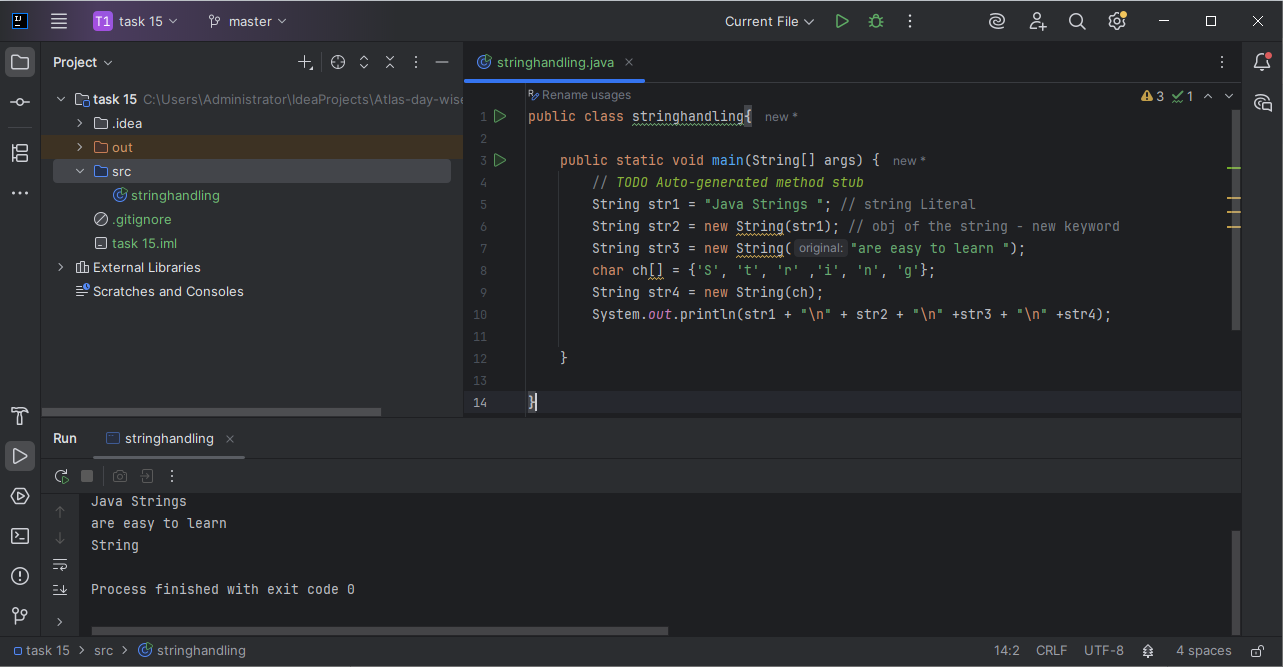 T1 task 15 master Current File
Project
task 15 C:\Users\Administrator\IdeaProjects\Atlas-day-wise
.idea
out
src
stringhandling
.gitignore
task 15.iml
External Libraries
Scratches and Consoles
stringhandling.java
Rename usages 3 1
1 public class stringhandling{ new *
2
3 public static void main(String[] args) { new *
4 // TODO Auto-generated method stub
5 String str1 = "Java Strings "; // string Literal
6 String str2 = new String(str1); // obj of the string - new keyword
7 String str3 = new String( original: "are easy to learn ");
8 char ch[] = {'S', 't', 'r' ,'i', 'n', 'g'};
9 String str4 = new String(ch);
10 System.out.println(str1 + "\n" + str2 + "\n" +str3 + "\n" +str4);
11
12 }
13
14 }
Run stringhandling
Java Strings
are easy to learn
String
Process finished with exit code 0
task 15 > src > stringhandling 14:2 CRLF UTF-8 4 spaces